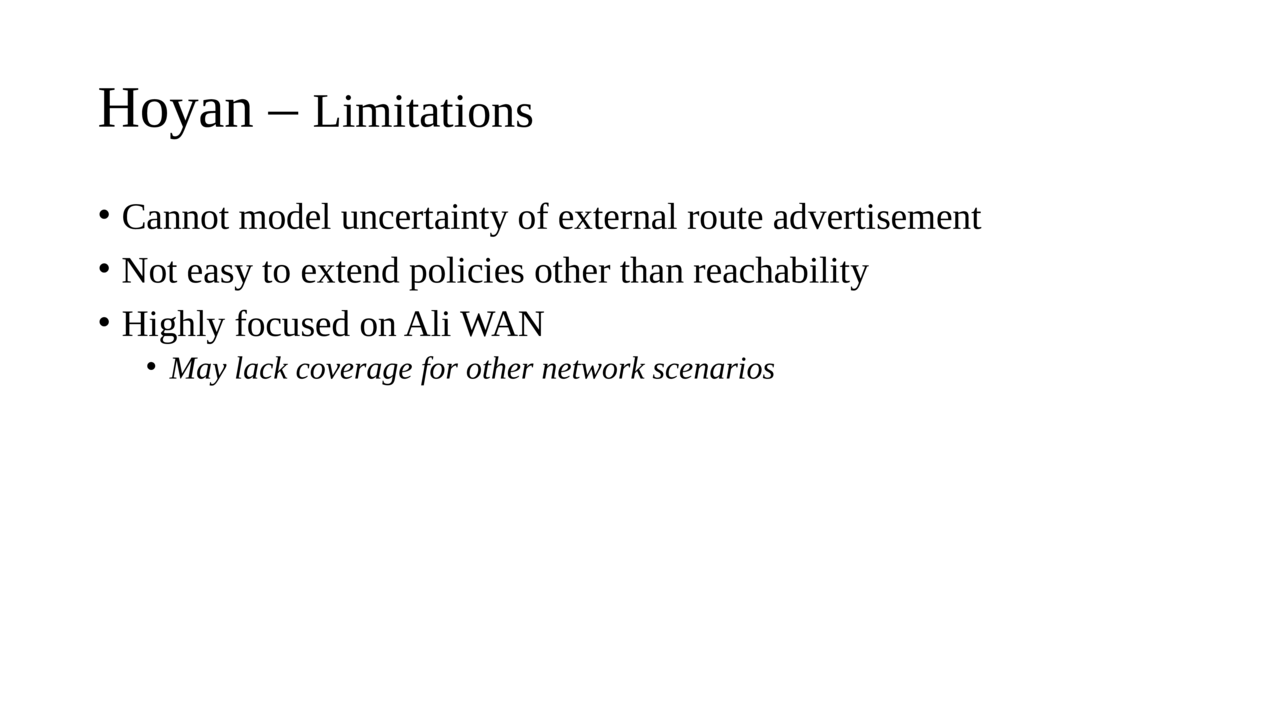 Hoyan – Limitations
• Cannot model uncertainty of external route advertisement
• Not easy to extend policies other than reachability
• Highly focused on Ali WAN
• May lack coverage for other network scenarios